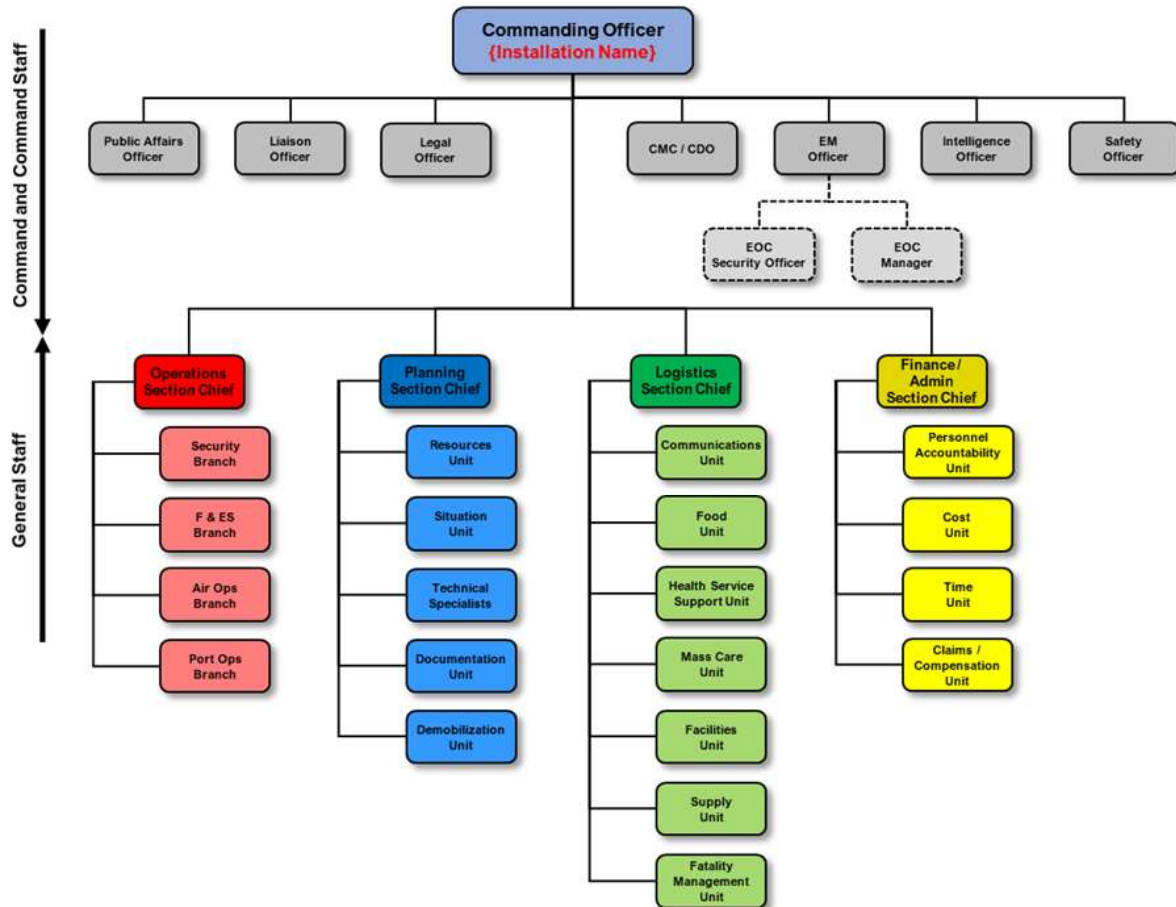 Commanding Officer
{Installation Name}
Command and Command Staff
Public Affairs
Officer
Liaison
Officer
Legal
Officer
CMC / CDO
EM
Officer
Intelligence
Officer
Safety
Officer
EOC
Security Officer
EOC
Manager
General Staff
Operations
Section Chief
Security
Branch
F & ES
Branch
Air Ops
Branch
Port Ops
Branch
Planning
Section Chief
Resources
Unit
Situation
Unit
Technical
Specialists
Documentation
Unit
Demobilization
Unit
Logistics
Section Chief
Communications
Unit
Food
Unit
Health Service
Support Unit
Mass Care
Unit
Facilities
Unit
Supply
Unit
Fatality
Management
Unit
Finance /
Admin
Section Chief
Personnel
Accountability
Unit
Cost
Unit
Time
Unit
Claims /
Compensation
Unit